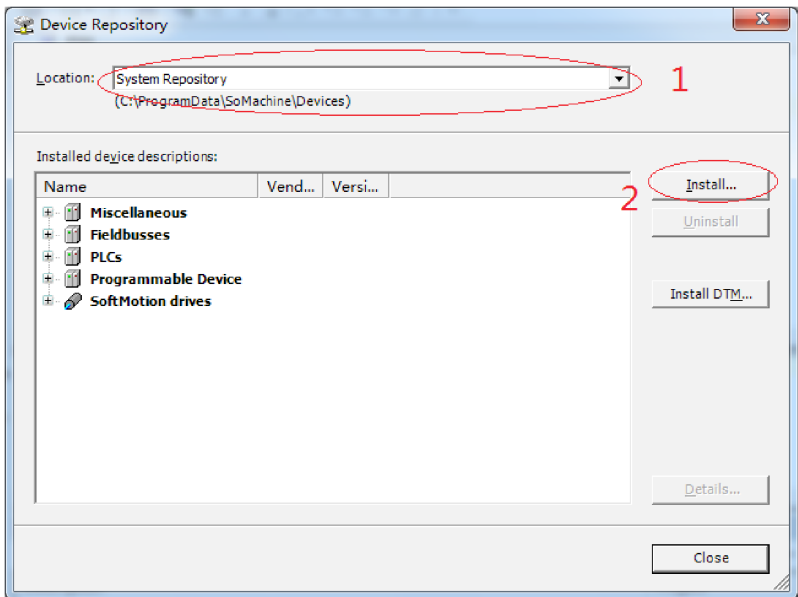 Device Repository
Location: System Repository
1
(C:\ProgramData\SoMachine\Devices)
Installed device descriptions:
Name Vend... Versi...
2
Install...
Miscellaneous
Uninstall
Fieldbusses
PLCs
Programmable Device
Install DTM...
SoftMotion drives
Details...
Close